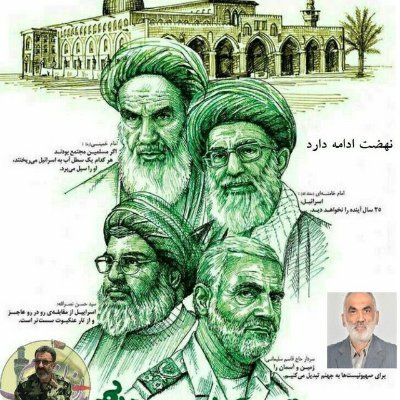 نهضت ادامه دارد
امام خمینی(ره):
اگر مسلمین مجتمع بودند
هر کدام یک سطل آب به اسرائیل می‌ریختند،
او را سیل می‌برد.
امام خامنه‌ای
اسرائیل،
۲۵ سال آینده را نخواهد دید.
سید حسن نصرالله:
اسراییل از مقابله‌ی رو در رو عاجز
و از تار عنکبوت سست‌تر است.
سردار حاج قاسم سلیمانی:
زمین و آسمان را
برای صهیونیست‌ها به جهنم تبدیل می‌کنیم.